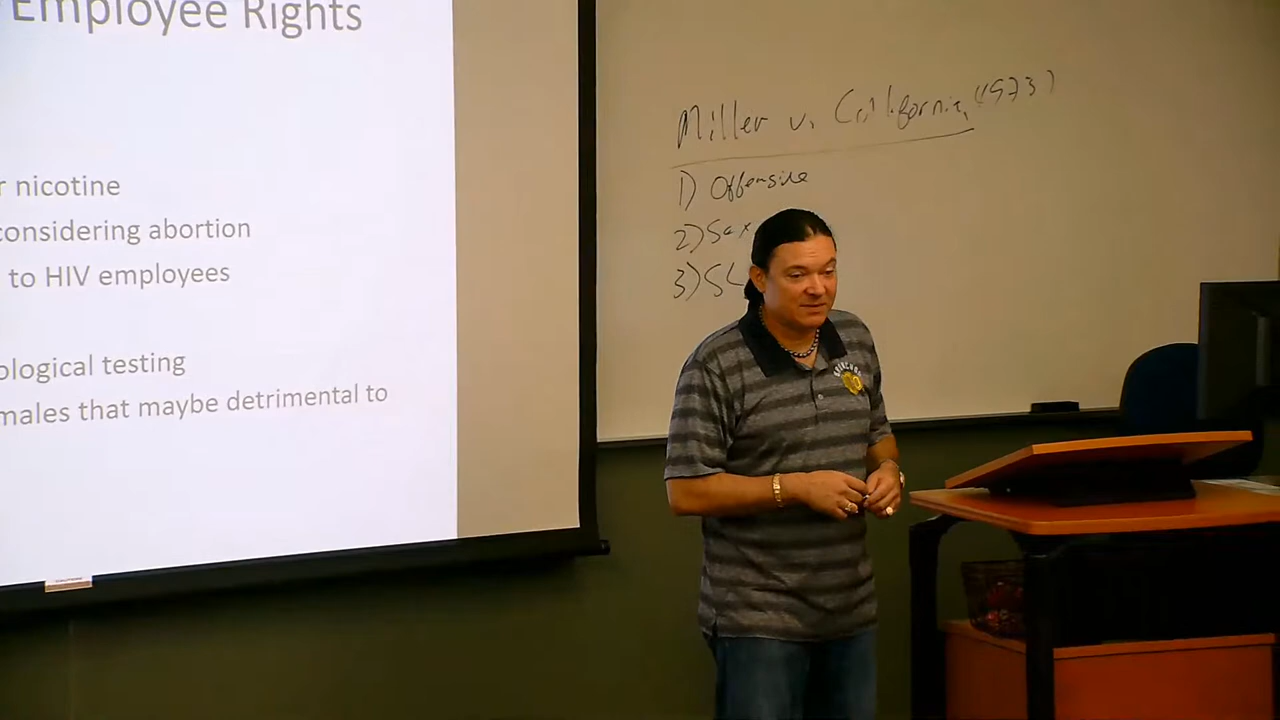 Employee Rights
r nicotine
considering abortion
to HIV employees
ological testing
males that maybe detrimental to
Miller v. California, (1973)
1) Offensive
2) Sex
3)